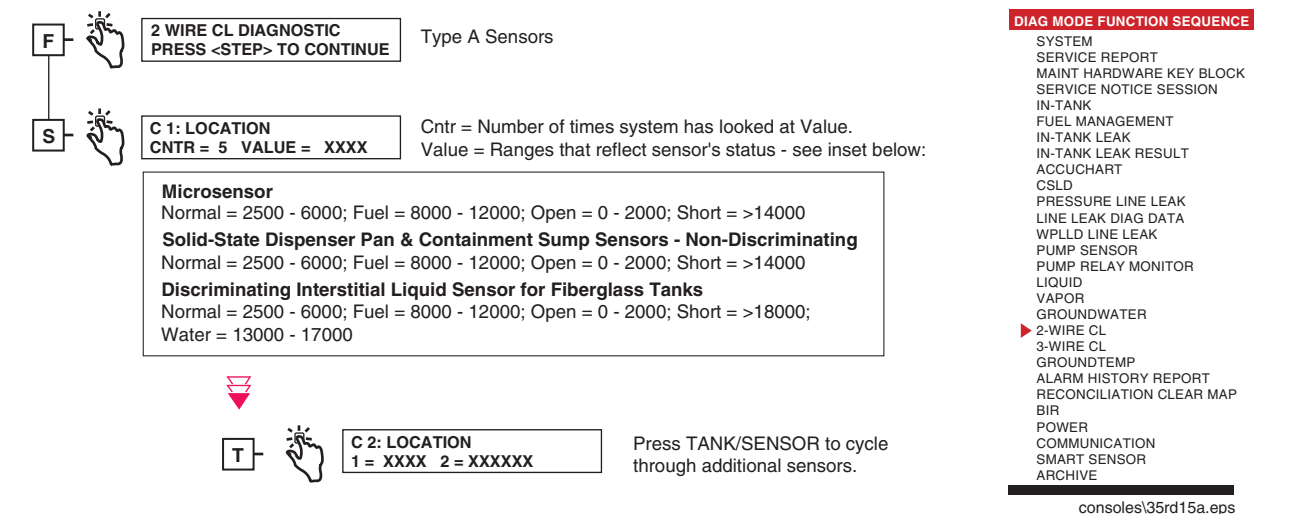 F
2 WIRE CL DIAGNOSTIC
PRESS <STEP> TO CONTINUE
Type A Sensors
S
C 1: LOCATION
CNTR = 5 VALUE = XXXX
Cntr = Number of times system has looked at Value.
Value = Ranges that reflect sensor's status - see inset below:
Microsensor
Normal = 2500 - 6000; Fuel = 8000 - 12000; Open = 0 - 2000; Short = >14000
Solid-State Dispenser Pan & Containment Sump Sensors - Non-Discriminating
Normal = 2500 - 6000; Fuel = 8000 - 12000; Open = 0 - 2000; Short = >14000
Discriminating Interstitial Liquid Sensor for Fiberglass Tanks
Normal = 2500 - 6000; Fuel = 8000 - 12000; Open = 0 - 2000; Short = >18000;
Water = 13000 - 17000
T
C 2: LOCATION
1 = XXXX 2 = XXXXXX
Press TANK/SENSOR to cycle
through additional sensors.
DIAG MODE FUNCTION SEQUENCE
SYSTEM
SERVICE REPORT
MAINT HARDWARE KEY BLOCK
SERVICE NOTICE SESSION
IN-TANK
FUEL MANAGEMENT
IN-TANK LEAK
IN-TANK LEAK RESULT
ACCUCHART
CSLD
PRESSURE LINE LEAK
LINE LEAK DIAG DATA
WPLLD LINE LEAK
PUMP SENSOR
PUMP RELAY MONITOR
LIQUID
VAPOR
GROUNDWATER
2-WIRE CL
3-WIRE CL
GROUNDTEMP
ALARM HISTORY REPORT
RECONCILIATION CLEAR MAP
BIR
POWER
COMMUNICATION
SMART SENSOR
ARCHIVE
consoles\35rd15a.eps